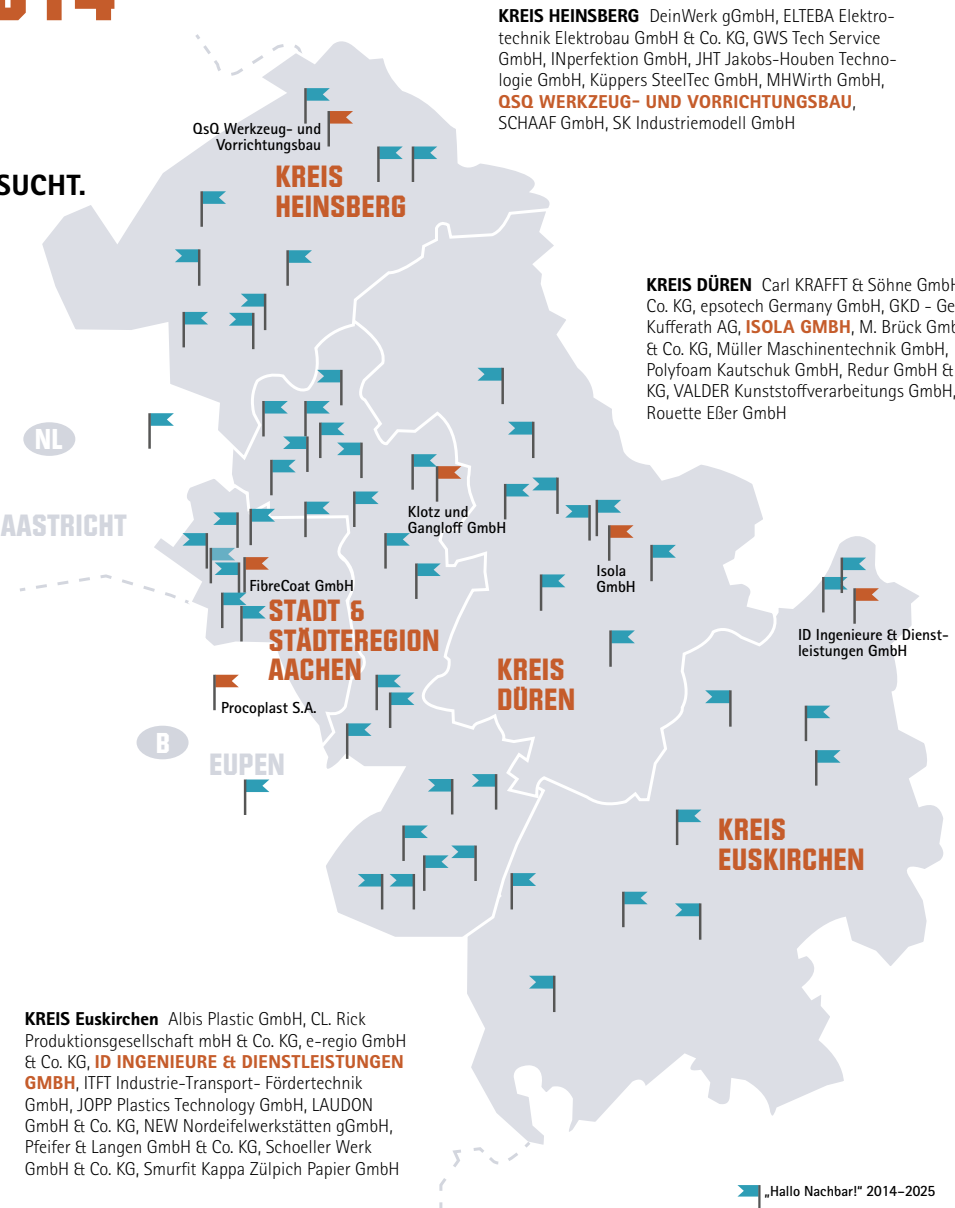 2014
KREIS HEINSBERG DeinWerk gGmbH, ELTEBA Elektro-
technik Elektrobau GmbH & Co. KG, GWS Tech Service
GmbH, INperfektion GmbH, JHT Jakobs-Houben Techno-
logie GmbH, Küppers SteelTec GmbH, MHWirth GmbH,
QSQ WERKZEUG- UND VORRICHTUNGSBAU,
SCHAAF GmbH, SK Industriemodell GmbH
SUCHT.
QsQ Werkzeug- und
Vorrichtungsbau
KREIS
HEINSBERG
KREIS DÜREN Carl KRAFFT & Söhne GmbH
Co. KG, epsotech Germany GmbH, GKD - Ge
Kufferath AG, ISOLA GMBH, M. Brück Gmb
& Co. KG, Müller Maschinentechnik GmbH,
Polyfoam Kautschuk GmbH, Redur GmbH &
KG, VALDER Kunststoffverarbeitungs GmbH,
Rouette Eßer GmbH
NL
AASTRICHT
Klotz und
Gangloff GmbH
Isola
GmbH
FibreCoat GmbH
STADT &
STÄDTEREGION
AACHEN
ID Ingenieure & Dienst-
leistungen GmbH
KREIS
DÜREN
Procoplast S.A.
B
EUPEN
KREIS
EUSKIRCHEN
KREIS Euskirchen Albis Plastic GmbH, CL. Rick
Produktionsgesellschaft mbH & Co. KG, e-regio GmbH
& Co. KG, ID INGENIEURE & DIENSTLEISTUNGEN
GMBH, ITFT Industrie-Transport- Fördertechnik
GmbH, JOPP Plastics Technology GmbH, LAUDON
GmbH & Co. KG, NEW Nordeifelwerkstätten gGmbH,
Pfeifer & Langen GmbH & Co. KG, Schoeller Werk
GmbH & Co. KG, Smurfit Kappa Zülpich Papier GmbH
„Hallo Nachbar!“ 2014–2025